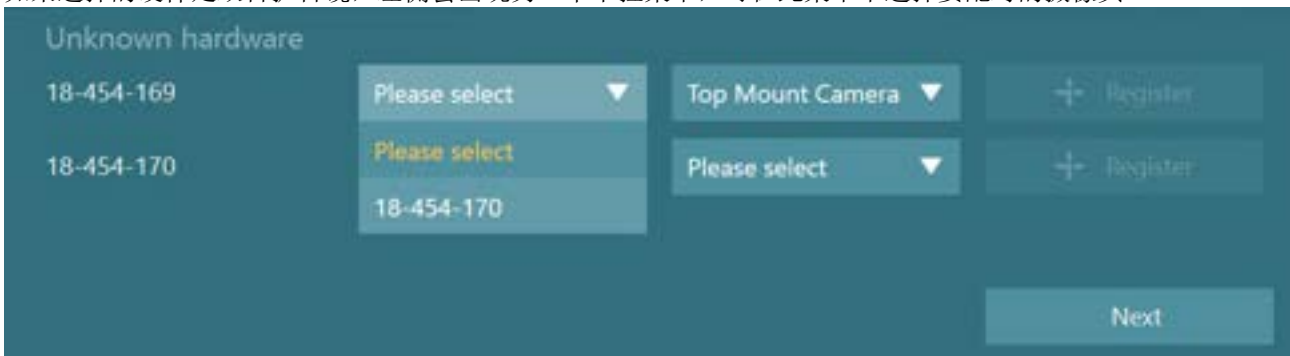 Unknown hardware
18-454-169 Please select Top Mount Camera Register
Please select
18-454-170 Please select Register
18-454-170
Next